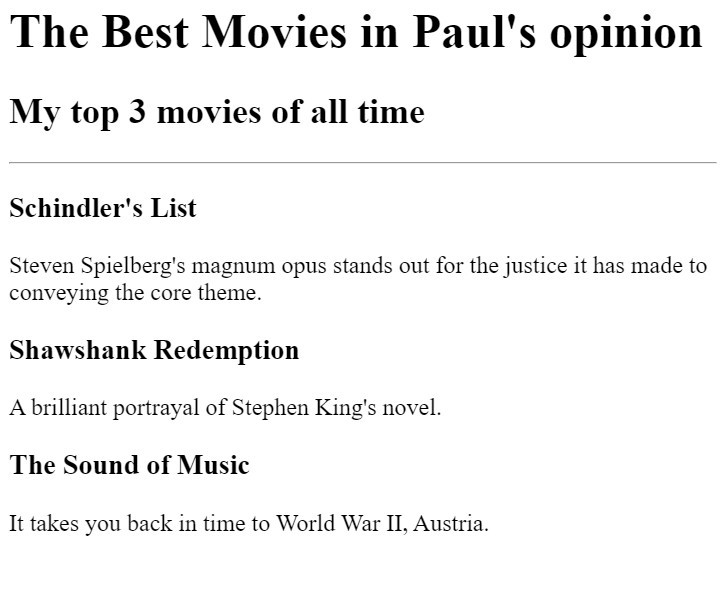 The Best Movies in Paul's opinion
My top 3 movies of all time
Schindler's List
Steven Spielberg's magnum opus stands out for the justice it has made to
conveying the core theme.
Shawshank Redemption
A brilliant portrayal of Stephen King's novel.
The Sound of Music
It takes you back in time to World War II, Austria.